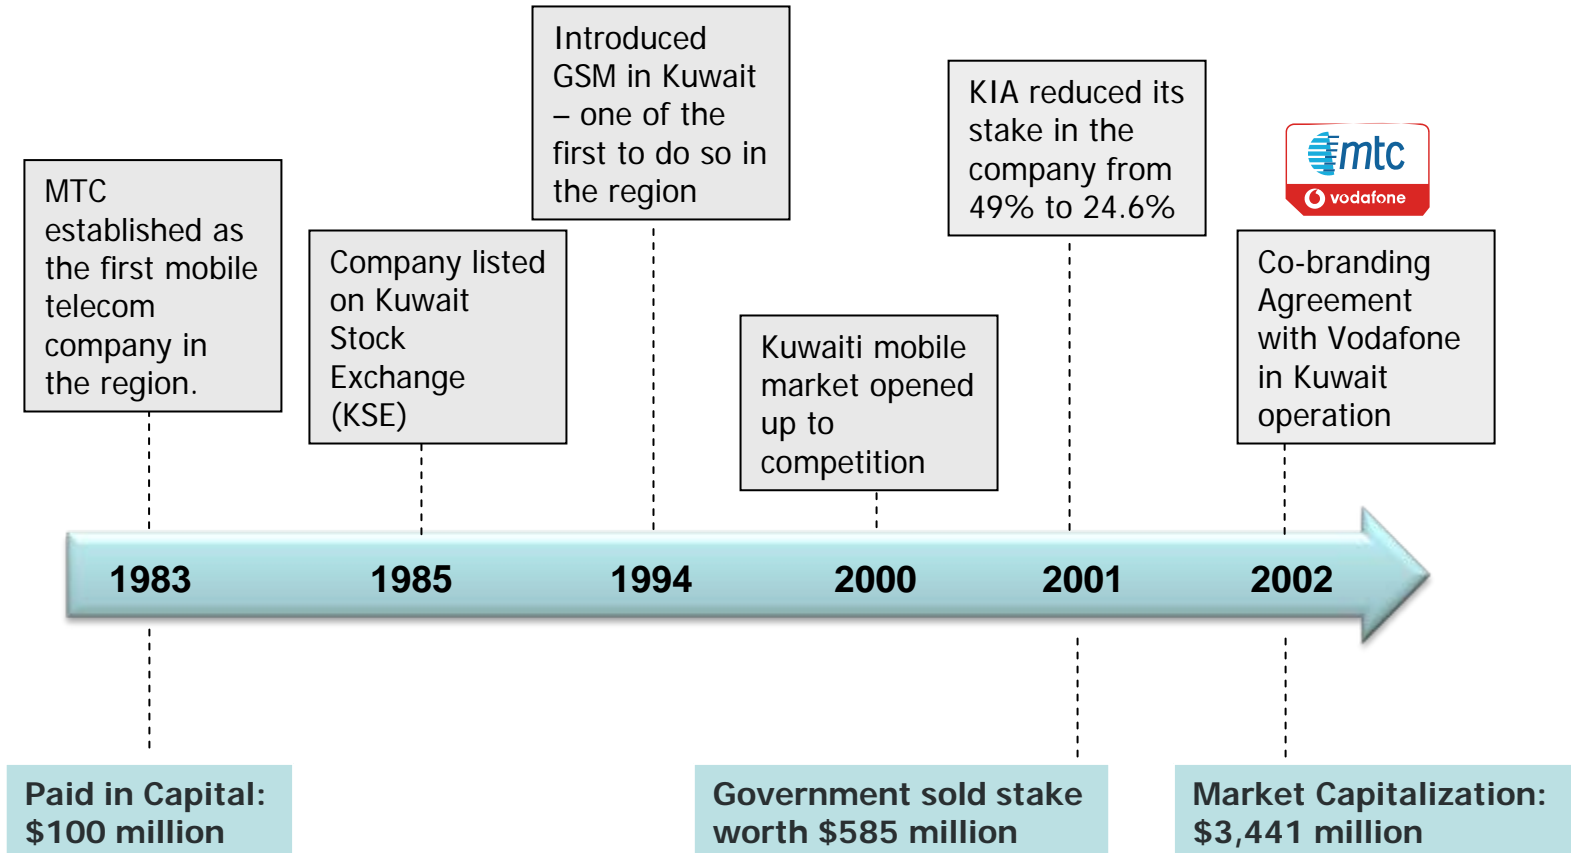 MTC
established as
the first mobile
telecom
company in
the region.
Company listed
on Kuwait
Stock
Exchange
(KSE)
Introduced
GSM in Kuwait
– one of the
first to do so in
the region
Kuwaiti mobile
market opened
up to
competition
KIA reduced its
stake in the
company from
49% to 24.6%
mtc
vodafone
Co-branding
Agreement
with Vodafone
in Kuwait
operation
1983 1985 1994 2000 2001 2002
Paid in Capital:
$100 million
Government sold stake
worth $585 million
Market Capitalization:
$3,441 million